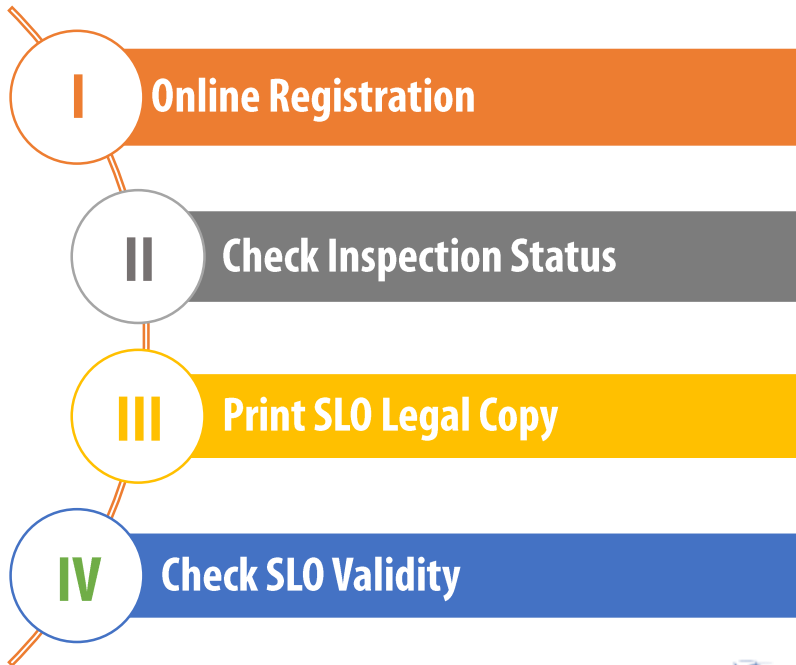 I
Online Registration
II
Check Inspection Status
III
Print SLO Legal Copy
IV
Check SLO Validity